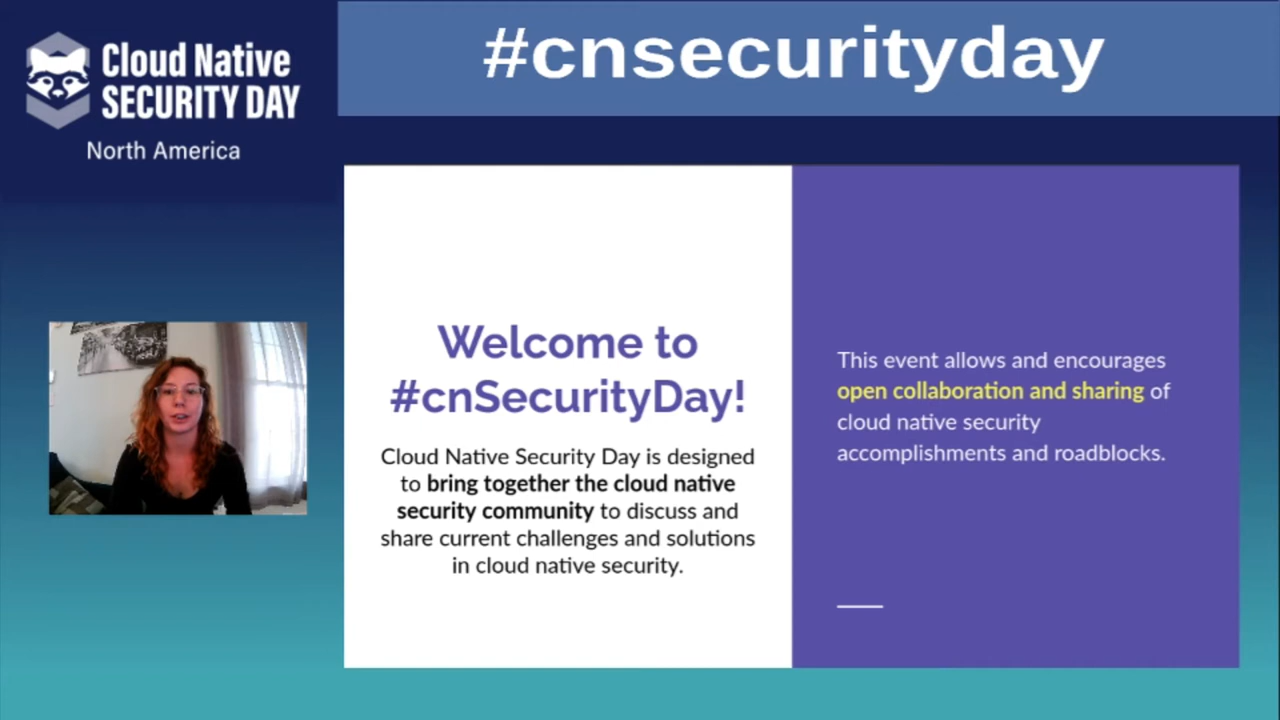 Cloud Native
SECURITY DAY
North America
#cnsecurityday
Welcome to
#cnSecurityDay!
Cloud Native Security Day is designed
to bring together the cloud native
security community to discuss and
share current challenges and solutions
in cloud native security.
This event allows and encourages
open collaboration and sharing of
cloud native security
accomplishments and roadblocks.